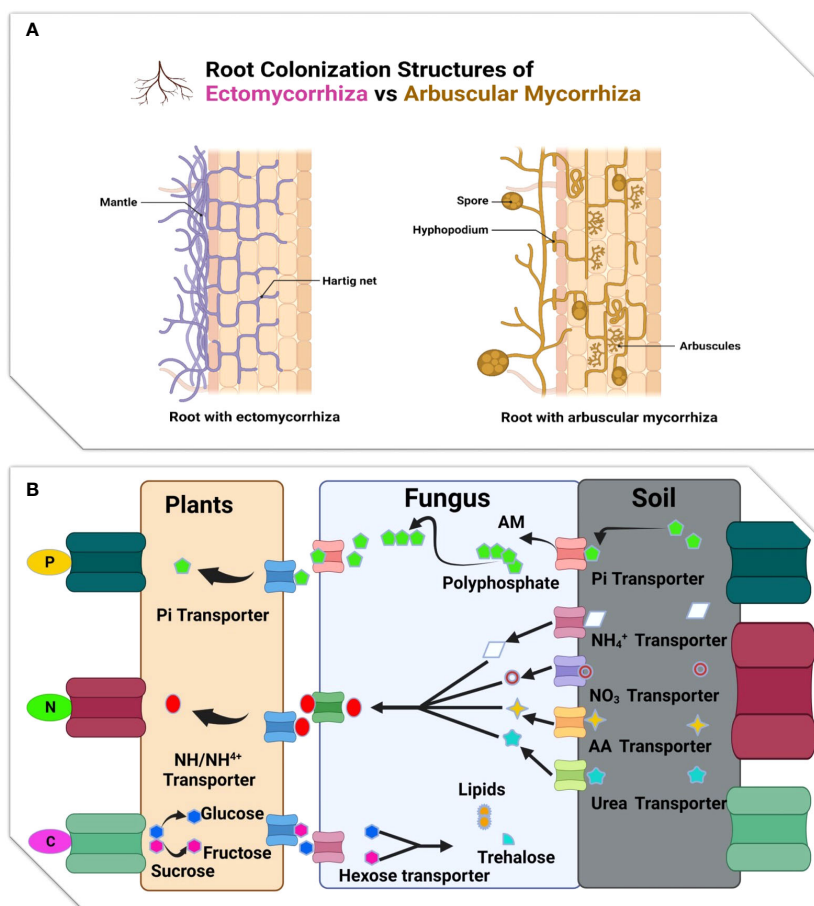 A
Root Colonization Structures of
Ectomycorrhiza vs Arbuscular Mycorrhiza
Mantle
Hartig net
Root with ectomycorrhiza
Spore
Hyphopodium
Arbuscules
Root with arbuscular mycorrhiza
B
Plants
Fungus
Soil
P
Pi Transporter
AM
Polyphosphate
Pi Transporter
NH₄⁺ Transporter
NO₃ Transporter
AA Transporter
Urea Transporter
N
NH/NH⁴⁺
Transporter
C
Glucose
Fructose
Sucrose
Hexose transporter
Lipids
Trehalose